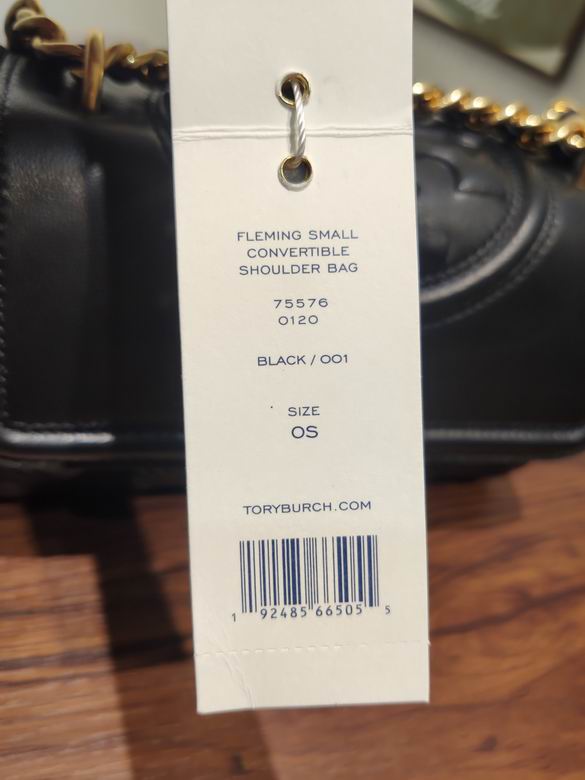 FLEMING SMALL
CONVERTIBLE
SHOULDER BAG
75576
0120
BLACK / 001
SIZE
OS
TORYBURCH.COM
1 92485 66505 5